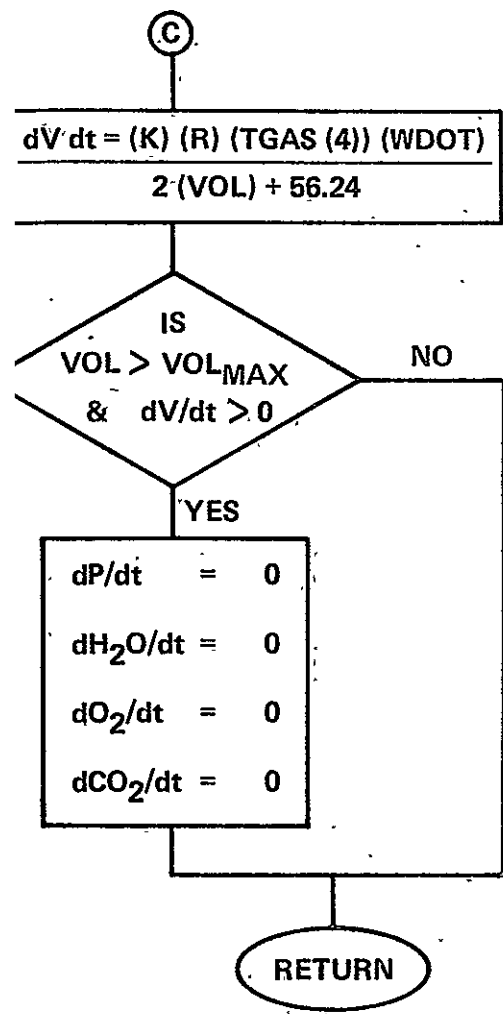 C
dV dt = (K) (R) (TGAS (4)) (WDOT)
2 (VOL) + 56.24
IS
VOL > VOL_MAX
& dV/dt > 0
NO
YES
dP/dt = 0
dH₂O/dt = 0
dO₂/dt = 0
dCO₂/dt = 0
RETURN